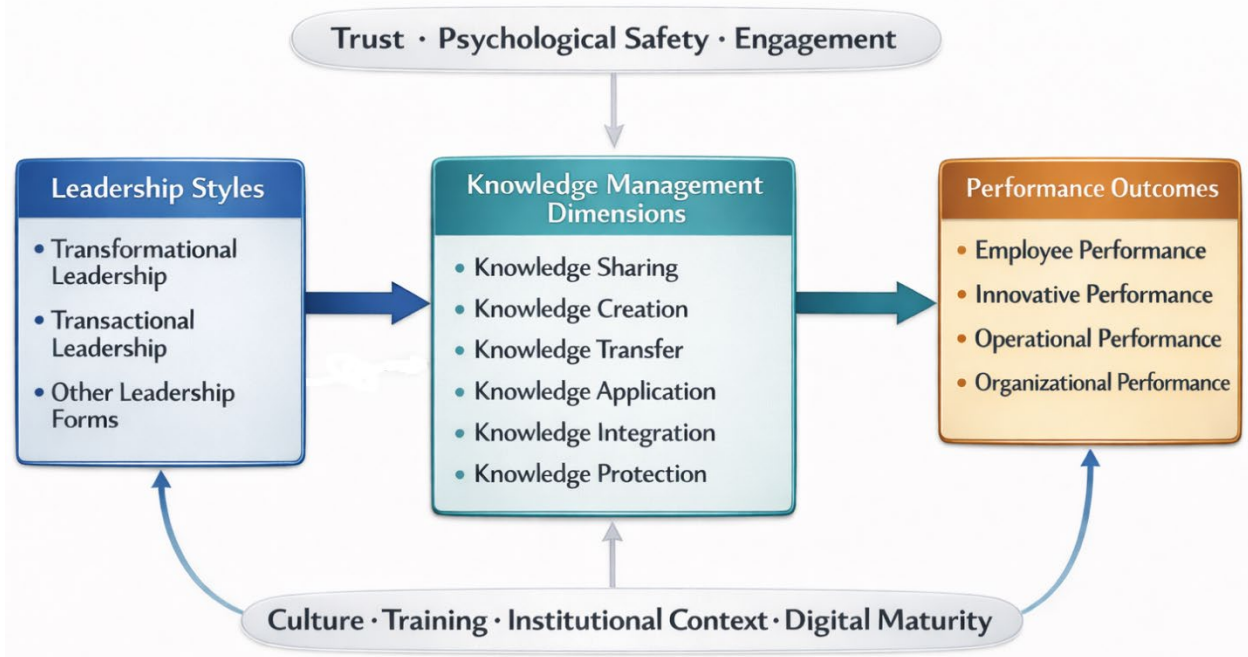 Trust · Psychological Safety · Engagement
Leadership Styles
• Transformational
Leadership
• Transactional
Leadership
• Other Leadership
Forms
Knowledge Management
Dimensions
• Knowledge Sharing
• Knowledge Creation
• Knowledge Transfer
• Knowledge Application
• Knowledge Integration
• Knowledge Protection
Performance Outcomes
• Employee Performance
• Innovative Performance
• Operational Performance
• Organizational Performance
Culture · Training · Institutional Context · Digital Maturity